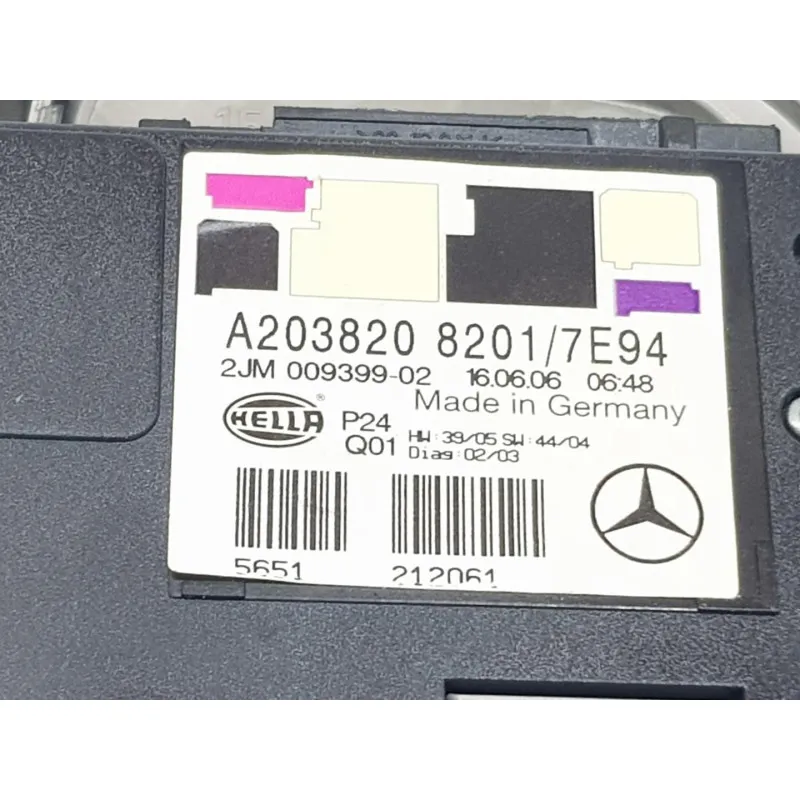 A203820 8201/7E94
2JM 009399-02 16.06.06 06:48
Made in Germany
HELLA ® P24
Q01 HW:39/05 SW:44/04
Diag:02/03
5651 212061